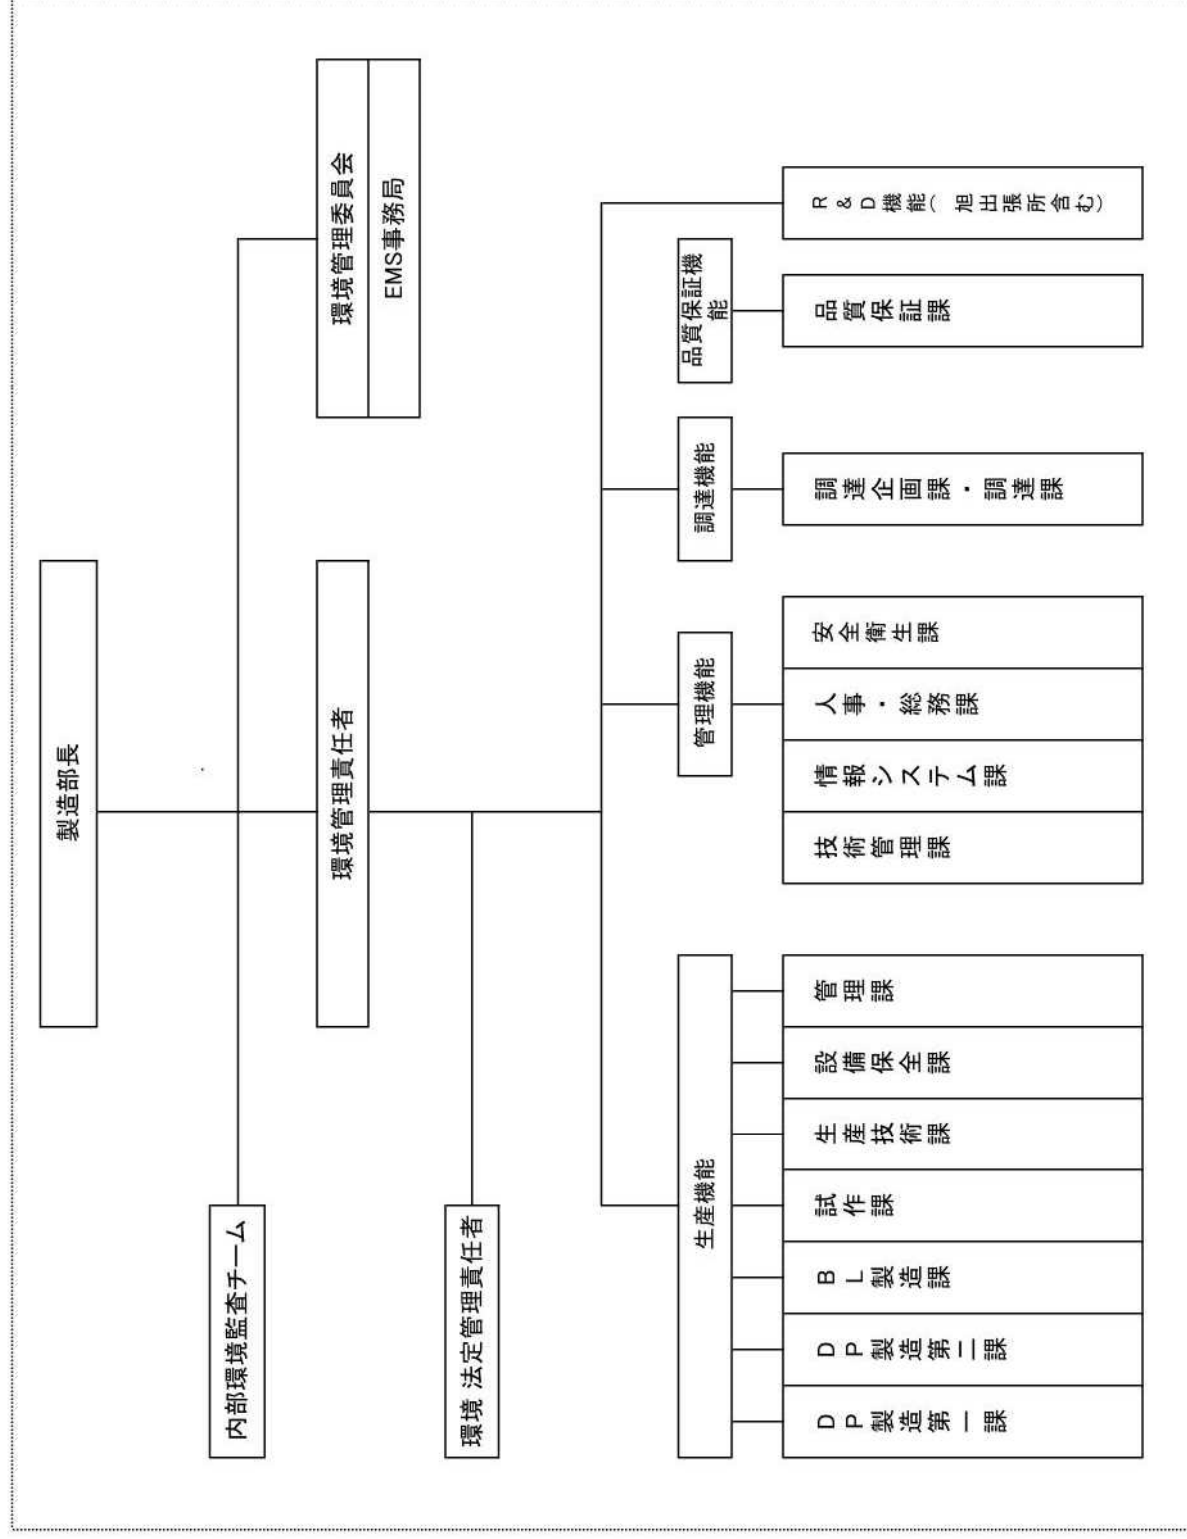 製造部長
内部環境監査チーム
環境管理委員会
EMS事務局
環境管理責任者
環境 法定管理責任者
生産機能
管理機能
調達機能
品質保証機
能
DP製造第一課
DP製造第二課
BL製造課
試作課
生産技術課
設備保全課
管理課
技術管理課
情報システム課
人事・総務課
安全衛生課
調達企画課・調達課
品質保証課
R&D機能(旭出張所含む)